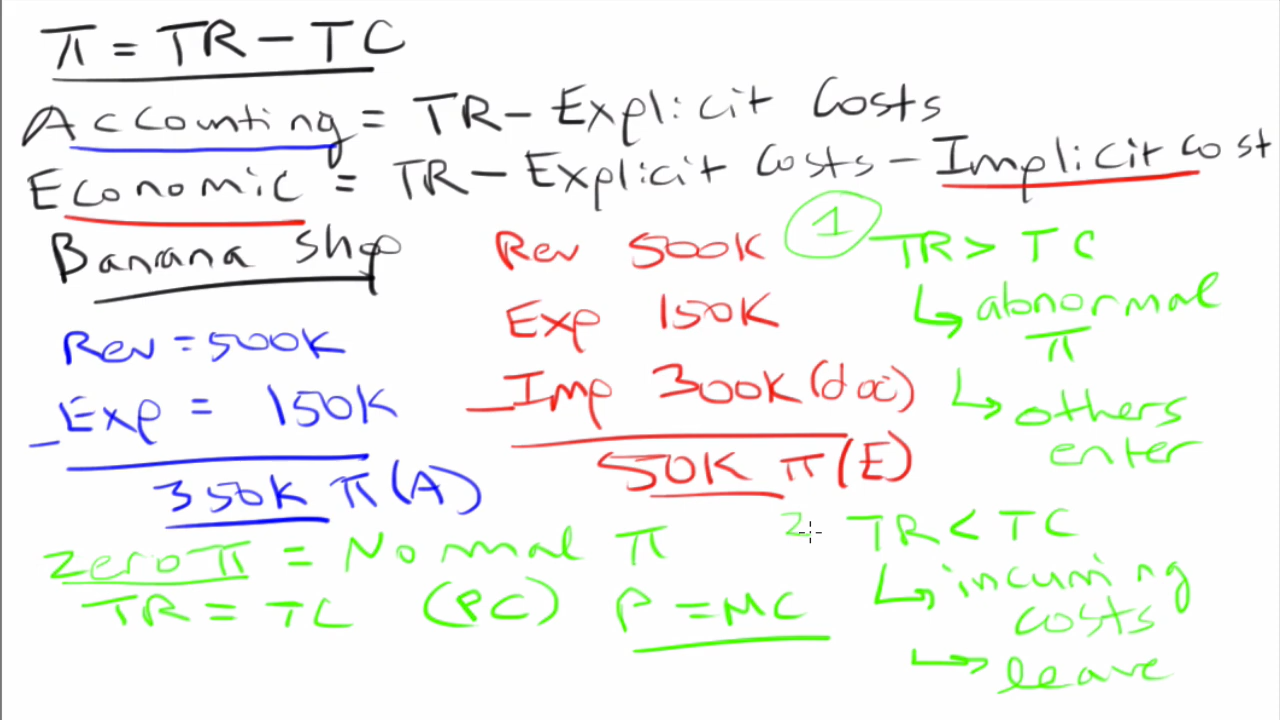 π = TR - TC
Accounting = TR - Explicit Costs
Economic = TR - Explicit Costs - Implicit Cost
Banana Shop
Rev = 500K
- Exp = 150K
350K π (A)
Rev 500K
Exp 150K
- Imp 300K (doc)
50K π (E)
1
TR > TC
↳ abnormal
π
↳ others
enter
zero π = Normal π
TR = TC (PC) P = MC
2
TR < TC
↳ incuring
costs
↳ leave